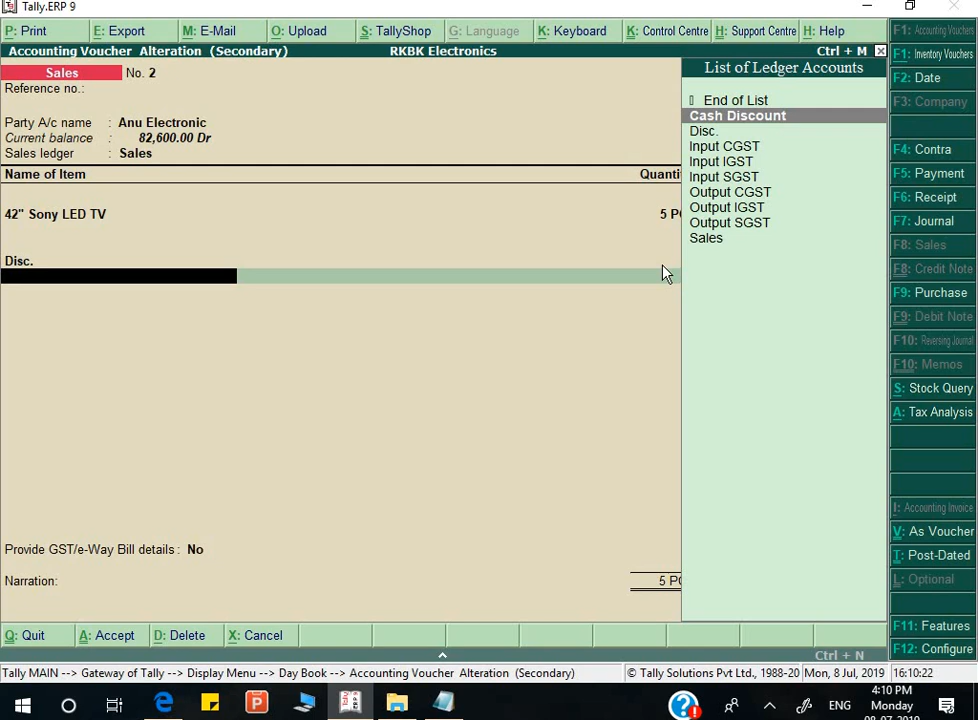 Tally.ERP 9
P: Print E: Export M: E-Mail O: Upload S: TallyShop G: Language K: Keyboard K: Control Centre H: Support Centre H: Help
F1: Accounting Vouchers
Accounting Voucher Alteration (Secondary) RKBK Electronics Ctrl + M
F1: Inventory Vouchers
Sales No. 2
List of Ledger Accounts
F2: Date
Reference no.:
End of List
F3: Company
Cash Discount
Party A/c name : Anu Electronic
Disc.
Current balance : 82,600.00 Dr
Input CGST
F4: Contra
Sales ledger : Sales
Input IGST
Name of Item Quanti
Input SGST
F5: Payment
Output CGST
F6: Receipt
42" Sony LED TV 5 PC
Output IGST
Output SGST
F7: Journal
Sales
F8: Sales
Disc.
F8: Credit Note
F9: Purchase
F9: Debit Note
F10: Reversing Journal
F10: Memos
S: Stock Query
A: Tax Analysis
I: Accounting Invoice
V: As Voucher
Provide GST/e-Way Bill details : No
T: Post-Dated
Narration: 5 PC
L: Optional
F11: Features
Q: Quit A: Accept D: Delete X: Cancel
F12: Configure
Ctrl + N
Tally MAIN --> Gateway of Tally --> Display Menu --> Day Book --> Accounting Voucher Alteration (Secondary) © Tally Solutions Pvt Ltd., 1988-20 Mon, 8 Jul, 2019 16:10:22
ENG
4:10 PM
Monday
08-07-2019